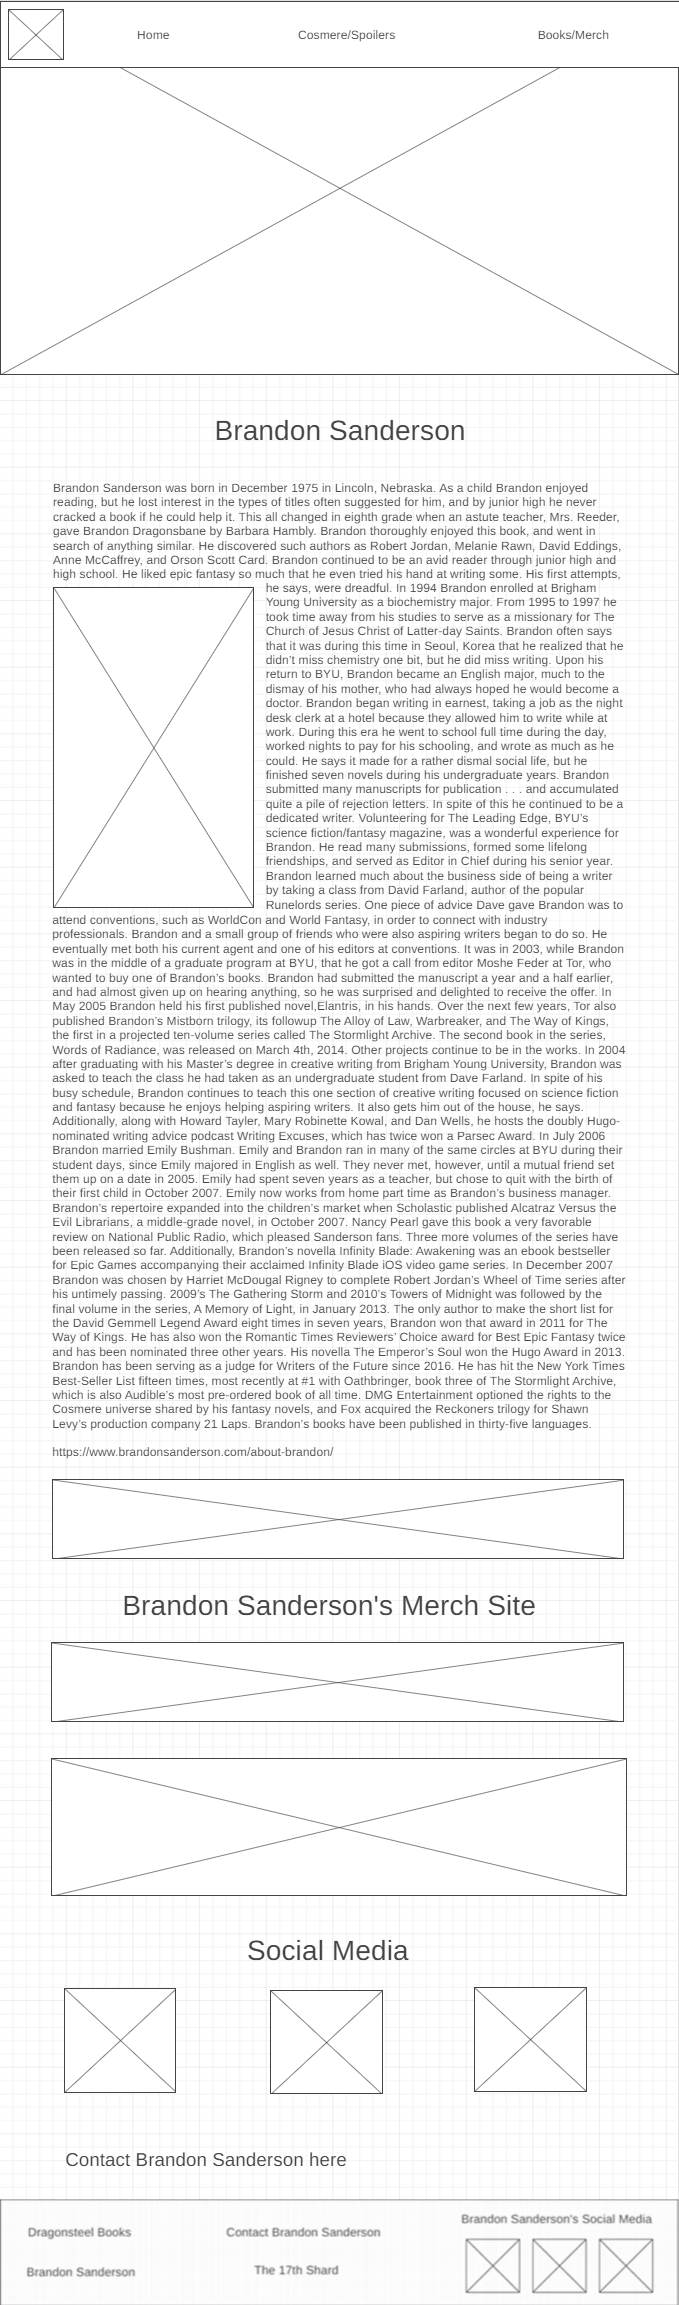 Home
Cosmere/Spoilers
Books/Merch
Brandon Sanderson
Brandon Sanderson was born in December 1975 in Lincoln, Nebraska. As a child Brandon enjoyed
reading, but he lost interest in the types of titles often suggested for him, and by junior high he never
cracked a book if he could help it. This all changed in eighth grade when an astute teacher, Mrs. Reeder,
gave Brandon Dragonsbane by Barbara Hambly. Brandon thoroughly enjoyed this book, and went in
search of anything similar. He discovered such authors as Robert Jordan, Melanie Rawn, David Eddings,
Anne McCaffrey, and Orson Scott Card. Brandon continued to be an avid reader through junior high and
high school. He liked epic fantasy so much that he even tried his hand at writing some. His first attempts,
he says, were dreadful. In 1994 Brandon enrolled at Brigham
Young University as a biochemistry major. From 1995 to 1997 he
took time away from his studies to serve as a missionary for The
Church of Jesus Christ of Latter-day Saints. Brandon often says
that it was during this time in Seoul, Korea that he realized that he
didn't miss chemistry one bit, but he did miss writing. Upon his
return to BYU, Brandon became an English major, much to the
dismay of his mother, who had always hoped he would become a
doctor. Brandon began writing in earnest, taking a job as the night
desk clerk at a hotel because they allowed him to write while at
work. During this era he went to school full time during the day,
worked nights to pay for his schooling, and wrote as much as he
could. He says it made for a rather dismal social life, but he
finished seven novels during his undergraduate years. Brandon
submitted many manuscripts for publication . . . and accumulated
quite a pile of rejection letters. In spite of this he continued to be a
dedicated writer. Volunteering for The Leading Edge, BYU's
science fiction/fantasy magazine, was a wonderful experience for
Brandon. He read many submissions, formed some lifelong
friendships, and served as Editor in Chief during his senior year.
Brandon learned much about the business side of being a writer
by taking a class from David Farland, author of the popular
Runelords series. One piece of advice Dave gave Brandon was to
attend conventions, such as WorldCon and World Fantasy, in order to connect with industry
professionals. Brandon and a small group of friends who were also aspiring writers began to do so. He
eventually met both his current agent and one of his editors at conventions. It was in 2003, while Brandon
was in the middle of a graduate program at BYU, that he got a call from editor Moshe Feder at Tor, who
wanted to buy one of Brandon's books. Brandon had submitted the manuscript a year and a half earlier,
and had almost given up on hearing anything, so he was surprised and delighted to receive the offer. In
May 2005 Brandon held his first published novel,Elantris, in his hands. Over the next few years, Tor also
published Brandon's Mistborn trilogy, its followup The Alloy of Law, Warbreaker, and The Way of Kings,
the first in a projected ten-volume series called The Stormlight Archive. The second book in the series,
Words of Radiance, was released on March 4th, 2014. Other projects continue to be in the works. In 2004
after graduating with his Master's degree in creative writing from Brigham Young University, Brandon was
asked to teach the class he had taken as an undergraduate student from Dave Farland. In spite of his
busy schedule, Brandon continues to teach this one section of creative writing focused on science fiction
and fantasy because he enjoys helping aspiring writers. It also gets him out of the house, he says.
Additionally, along with Howard Tayler, Mary Robinette Kowal, and Dan Wells, he hosts the doubly Hugo-
nominated writing advice podcast Writing Excuses, which has twice won a Parsec Award. In July 2006
Brandon married Emily Bushman. Emily and Brandon ran in many of the same circles at BYU during their
student days, since Emily majored in English as well. They never met, however, until a mutual friend set
them up on a date in 2005. Emily had spent seven years as a teacher, but chose to quit with the birth of
their first child in October 2007. Emily now works from home part time as Brandon's business manager.
Brandon's repertoire expanded into the children's market when Scholastic published Alcatraz Versus the
Evil Librarians, a middle-grade novel, in October 2007. Nancy Pearl gave this book a very favorable
review on National Public Radio, which pleased Sanderson fans. Three more volumes of the series have
been released so far. Additionally, Brandon's novella Infinity Blade: Awakening was an ebook bestseller
for Epic Games accompanying their acclaimed Infinity Blade iOS video game series. In December 2007
Brandon was chosen by Harriet McDougal Rigney to complete Robert Jordan's Wheel of Time series after
his untimely passing. 2009's The Gathering Storm and 2010's Towers of Midnight was followed by the
final volume in the series, A Memory of Light, in January 2013. The only author to make the short list for
the David Gemmell Legend Award eight times in seven years, Brandon won that award in 2011 for The
Way of Kings. He has also won the Romantic Times Reviewers' Choice award for Best Epic Fantasy twice
and has been nominated three other years. His novella The Emperor's Soul won the Hugo Award in 2013.
Brandon has been serving as a judge for Writers of the Future since 2016. He has hit the New York Times
Best-Seller List fifteen times, most recently at #1 with Oathbringer, book three of The Stormlight Archive,
which is also Audible's most pre-ordered book of all time. DMG Entertainment optioned the rights to the
Cosmere universe shared by his fantasy novels, and Fox acquired the Reckoners trilogy for Shawn
Levy's production company 21 Laps. Brandon's books have been published in thirty-five languages.
https://www.brandonsanderson.com/about-brandon/
Brandon Sanderson's Merch Site
Social Media
Contact Brandon Sanderson here
Brandon Sanderson's Social Media
Dragonsteel Books
Contact Brandon Sanderson
Brandon Sanderson
The 17th Shard